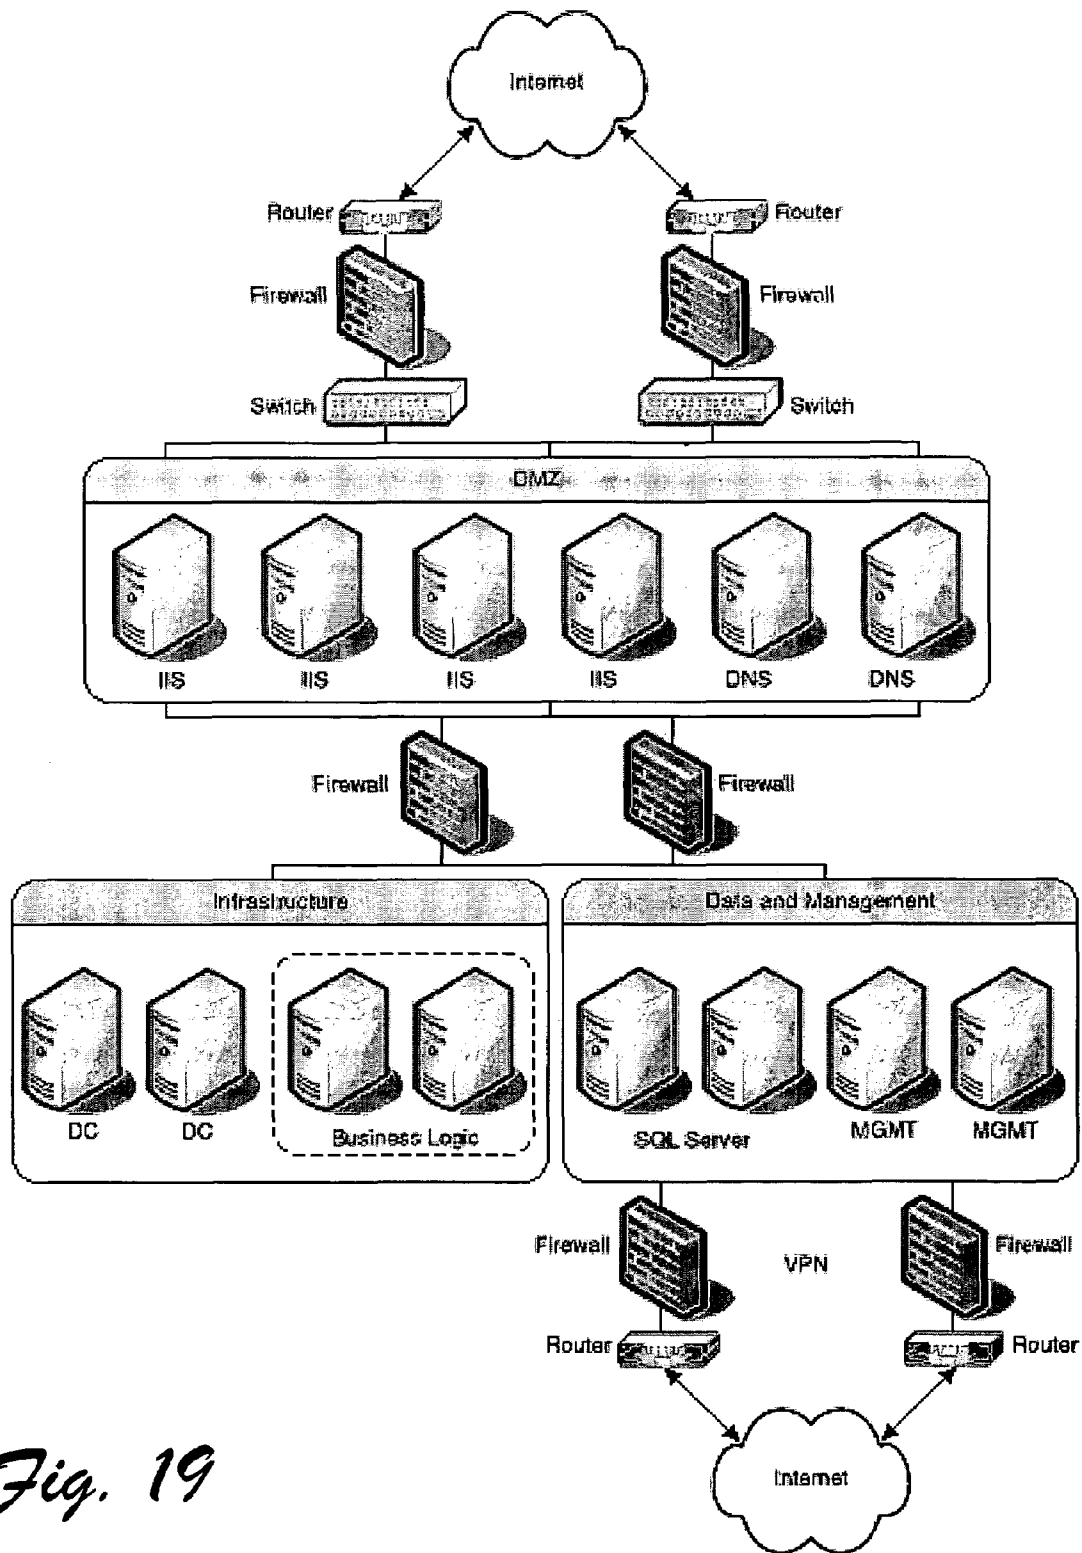 Internet
Router Router
Firewall Firewall
Switch Switch
DMZ
IIS IIS IIS IIS DNS DNS
Firewall Firewall
Infrastructure Data and Management
DC DC Business Logic SQL Server MGMT MGMT
Firewall VPN Firewall
Router Router
Internet
Fig. 19